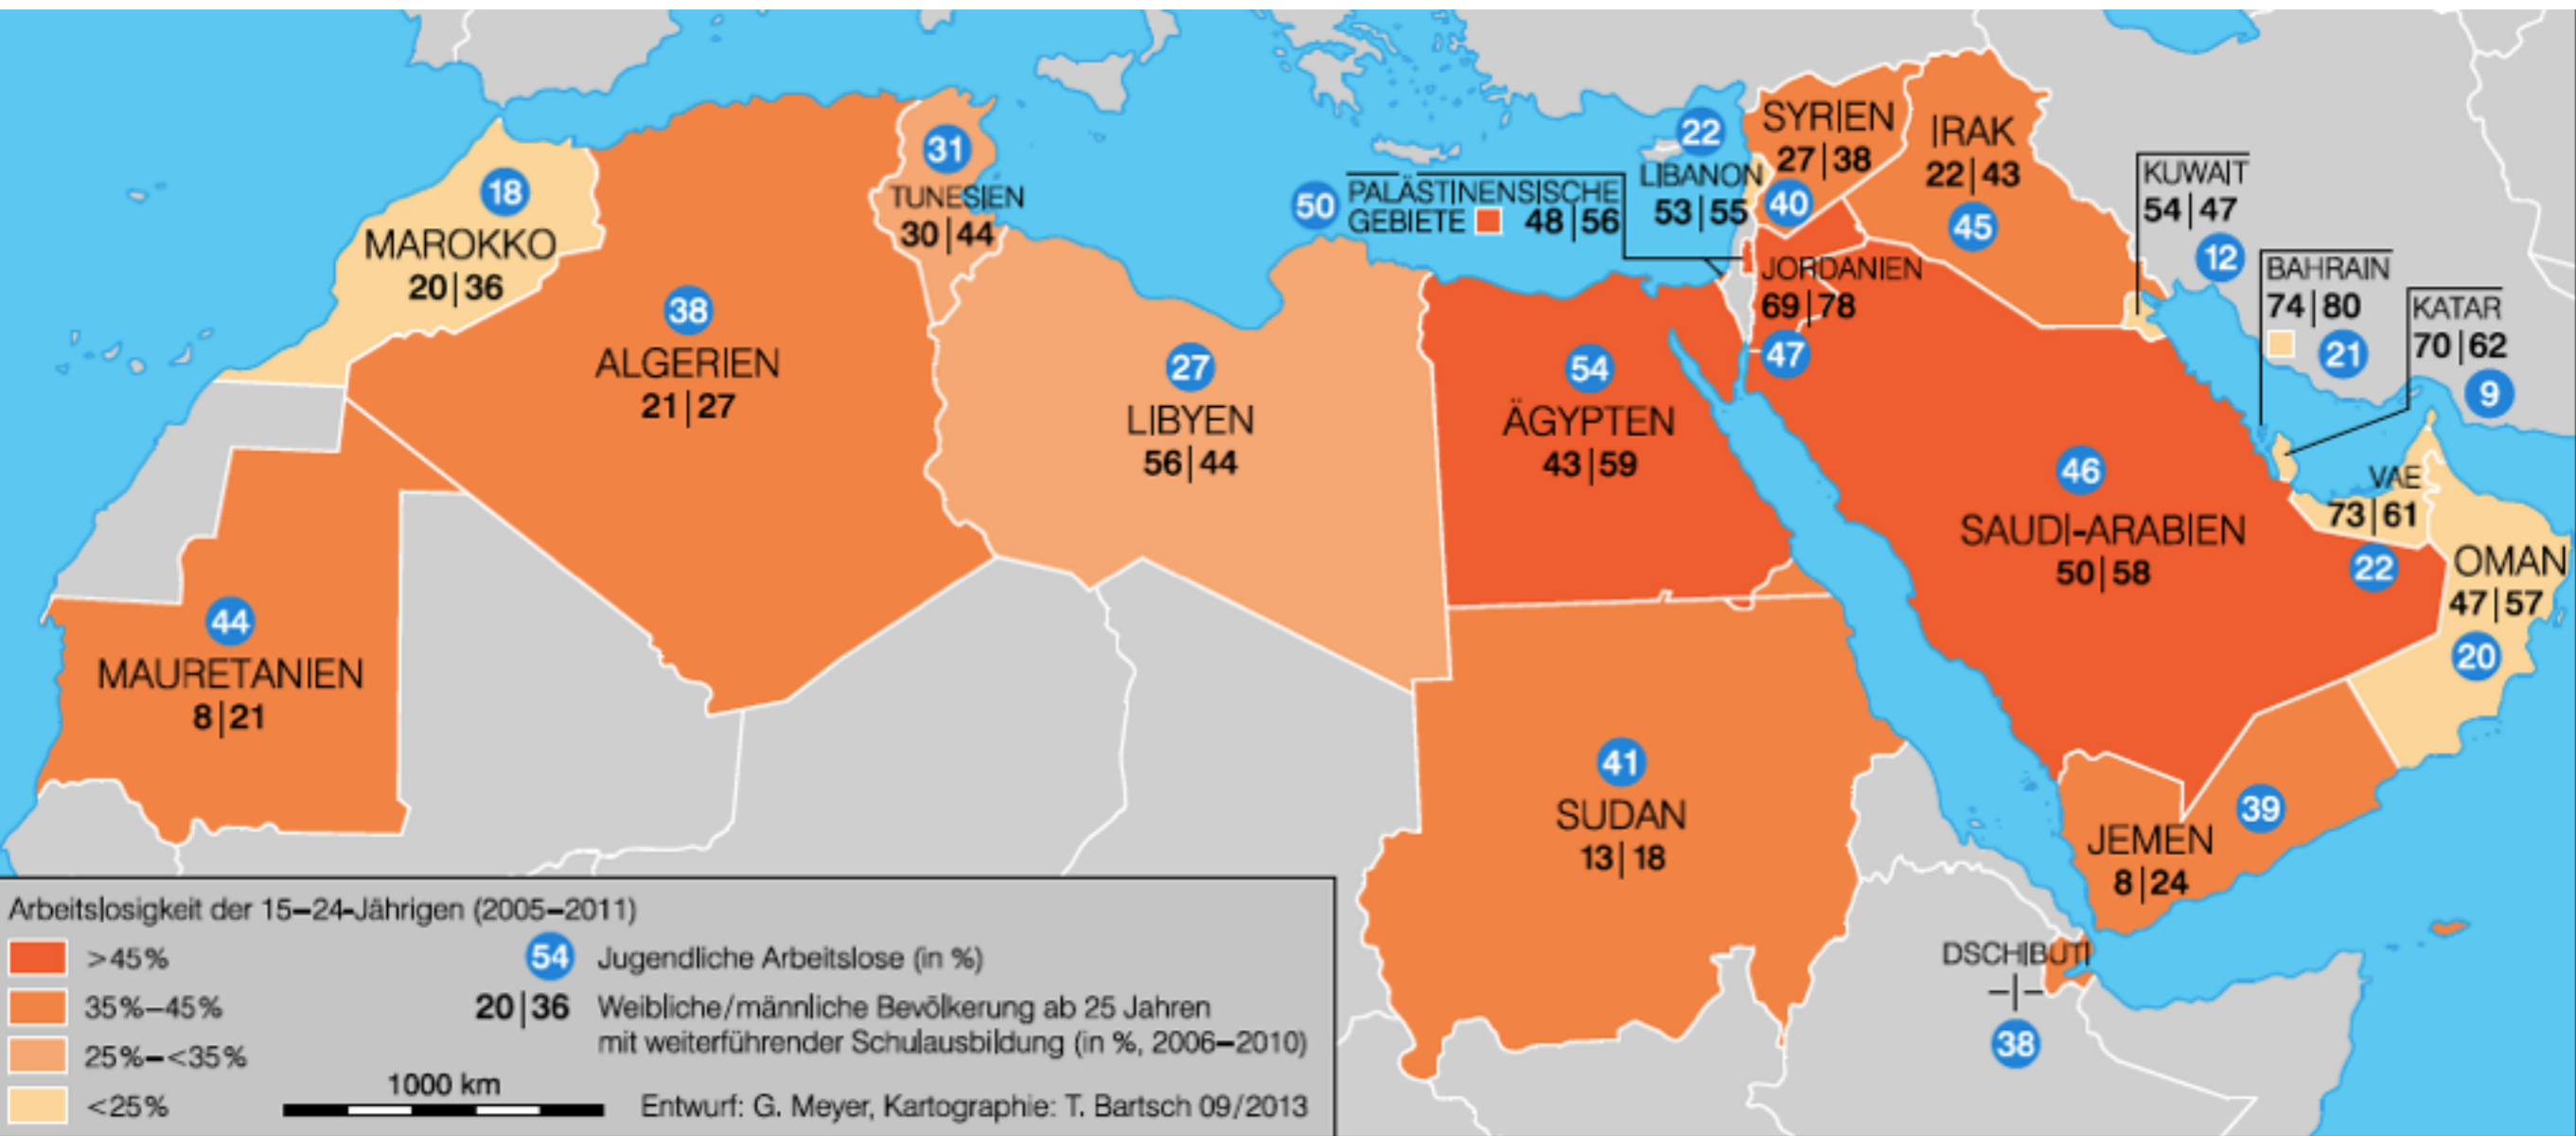 SYRIEN
27|38
40
IRAK
22|43
45
22
LIBANON
53|55
50
PALÄSTINENSISCHE
GEBIETE 48|56
KUWAIT
54|47
12
BAHRAIN
74|80
21
KATAR
70|62
9
18
MAROKKO
20|36
31
TUNESIEN
30|44
38
ALGERIEN
21|27
27
LIBYEN
56|44
54
ÄGYPTEN
43|59
JORDANIEN
69|78
47
46
SAUDI-ARABIEN
50|58
VAE
73|61
22
OMAN
47|57
20
44
MAURETANIEN
8|21
41
SUDAN
13|18
39
JEMEN
8|24
DSCHIBUTI
–|–
38
Arbeitslosigkeit der 15–24-Jährigen (2005–2011)
>45%
35%–45%
25%–<35%
<25%
54 Jugendliche Arbeitslose (in %)
20|36 Weibliche/männliche Bevölkerung ab 25 Jahren
mit weiterführender Schulausbildung (in %, 2006–2010)
1000 km
Entwurf: G. Meyer, Kartographie: T. Bartsch 09/2013